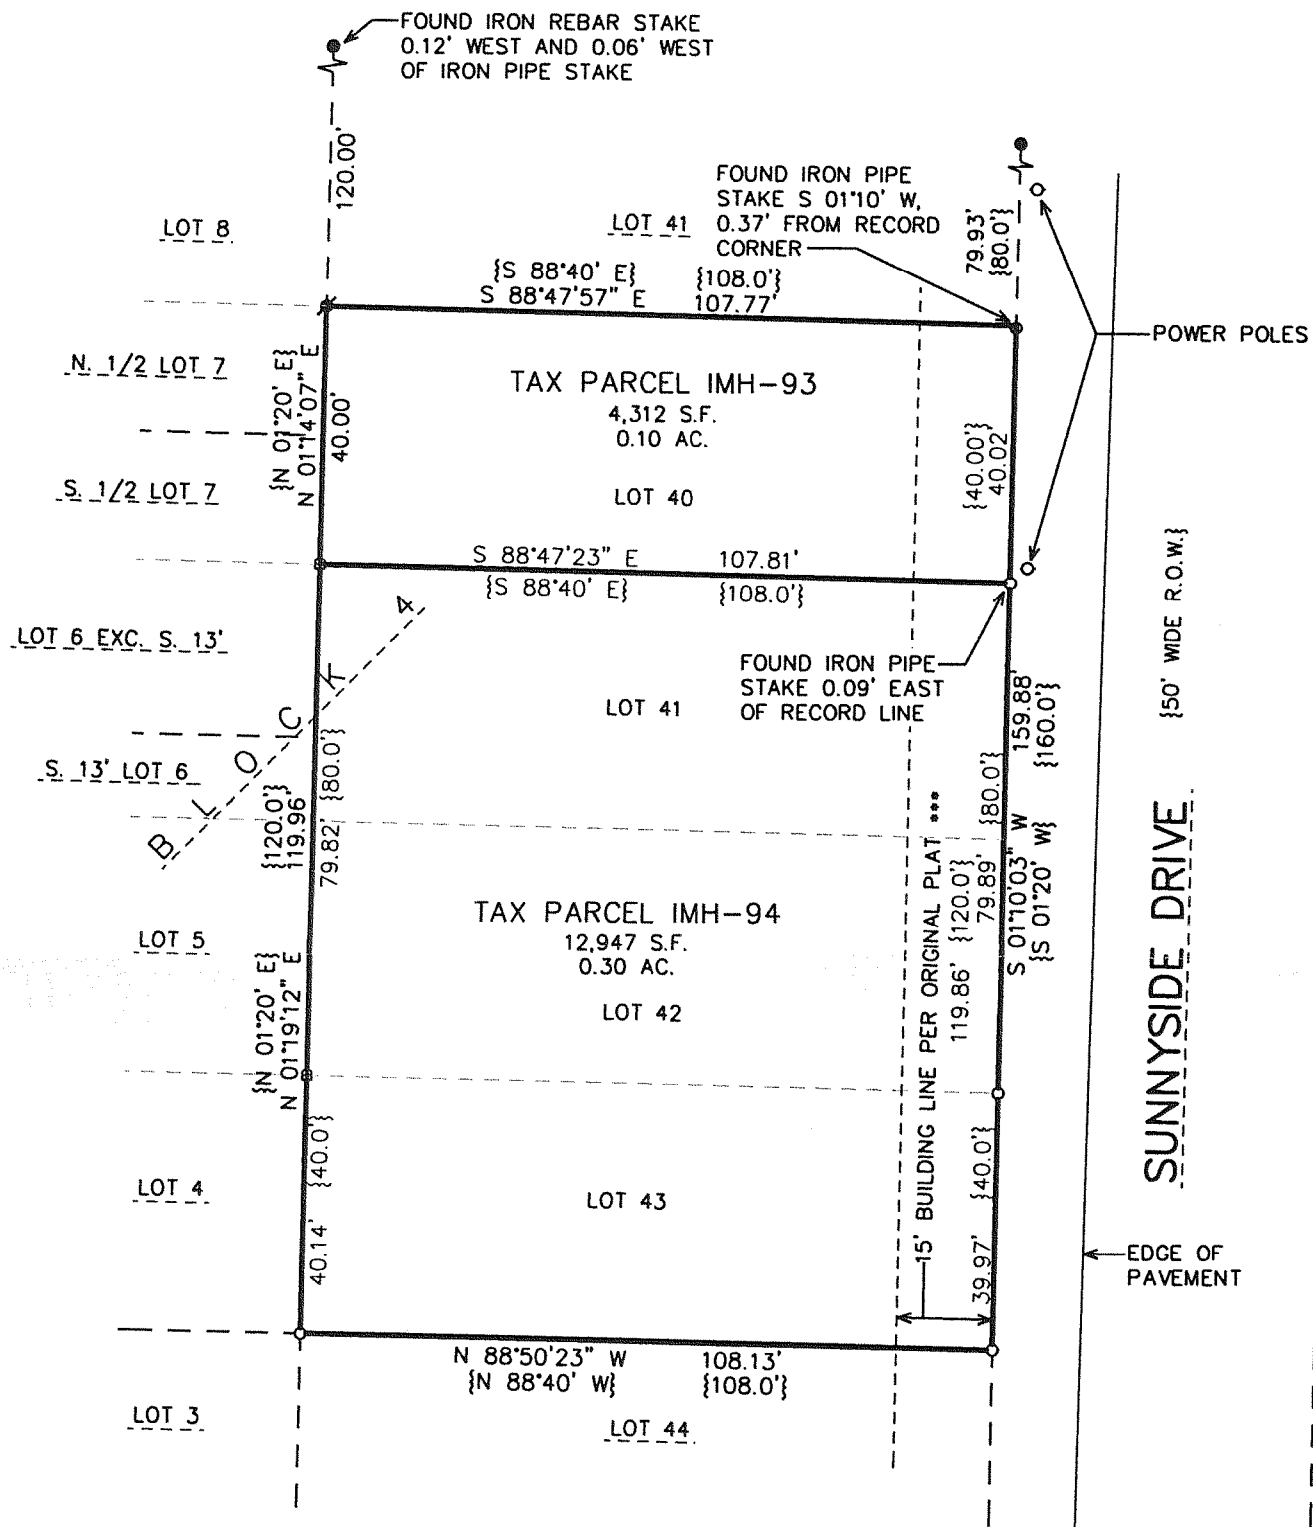 FOUND IRON REBAR STAKE
0.12' WEST AND 0.06' WEST
OF IRON PIPE STAKE
120.00'
FOUND IRON PIPE
STAKE S 01°10' W,
0.37' FROM RECORD
CORNER
79.93'
{80.0'}
LOT 8
LOT 41
{S 88°40' E} {108.0'}
S 88°47'57" E 107.77'
POWER POLES
N. 1/2 LOT 7
{N 01°20' E}
N 01°14'07" E
40.00'
TAX PARCEL IMH-93
4,312 S.F.
0.10 AC.
{40.00'}
40.02
S. 1/2 LOT 7
LOT 40
S 88°47'23" E 107.81'
{S 88°40' E} {108.0'}
{50' WIDE R.O.W.}
LOT 6 EXC. S. 13'
BLOCK 4
FOUND IRON PIPE
STAKE 0.09' EAST
OF RECORD LINE
LOT 41
159.88'
{160.0'}
S. 13' LOT 6
{120.0'}
119.96'
79.82' {80.0'}
{80.0'}
79.89'
S 01°10'03" W
{S 01°20' W}
119.86' {120.0'}
15' BUILDING LINE PER ORIGINAL PLAT ***
SUNNYSIDE DRIVE
TAX PARCEL IMH-94
12,947 S.F.
0.30 AC.
LOT 5
{N 01°20' E}
N 01°19'12" E
LOT 42
LOT 4
40.14' {40.0'}
LOT 43
39.97' {40.0'}
EDGE OF
PAVEMENT
N 88°50'23" W 108.13'
{N 88°40' W} {108.0'}
LOT 3
LOT 44